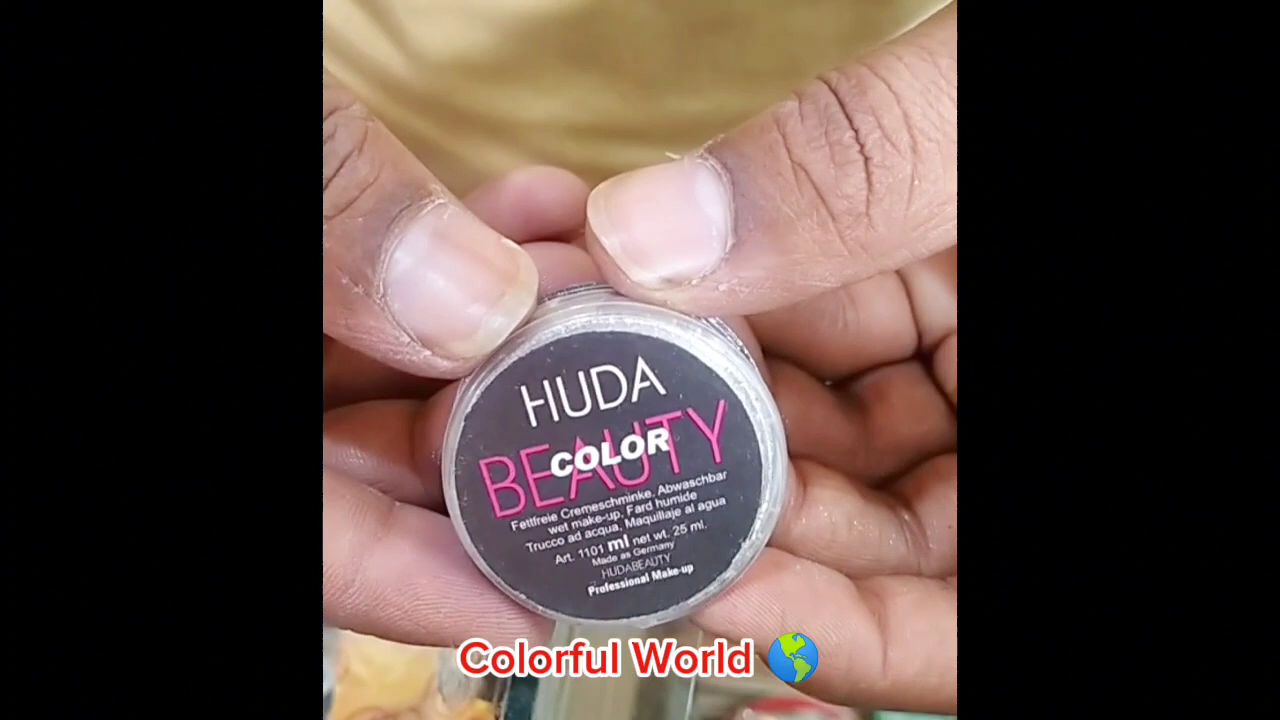 HUDA
BEAUTY
COLOR
Fettfreie Cremeschminke, Abwaschbar
wet make-up, Fard humide
Trucco ad acqua, Maquillaje al agua
Art. 1101 ml net wt. 25 ml.
Made as Germany
HUDABEAUTY
Professional Make-up
Colorful World 🌎